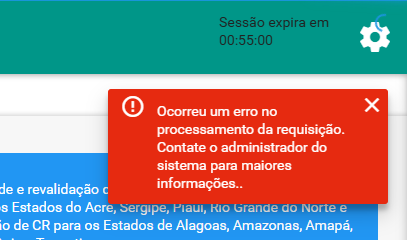 Sessão expira em
00:55:00
Ocorreu um erro no
processamento da requisição.
Contate o administrador do
sistema para maiores
informações..
de e revalidação
os Estados do Acre, Sergipe, Piauí, Rio Grande do Norte e
ão de CR para os Estados de Alagoas, Amazonas, Amapá,